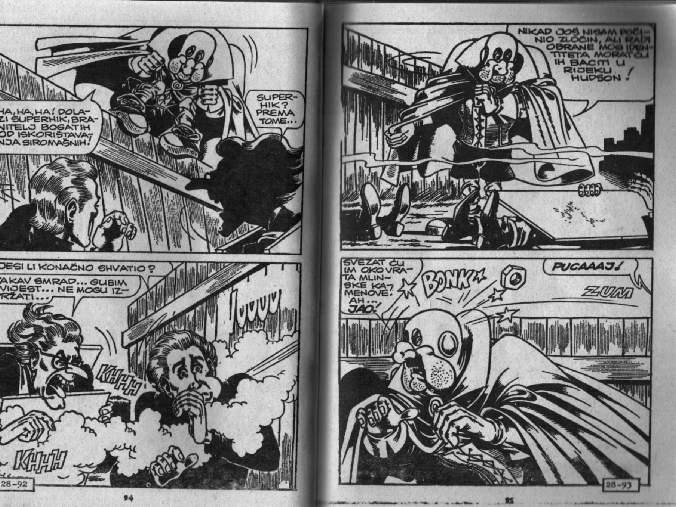 HA, HA, HA! DOLA-
ZI SUPERHIK, BRA-
NITELJ BOGATIH
OD ISKORIŠTAVA-
NJA SIROMAŠNIH!
SUPER-
HIK?
PREMA
TOME...
JESI LI KONAČNO SHVATIO?
KAKAV SMRAD... GUBIM
SVIJEST... NE MOGU IZ-
DRŽATI...
KHHH
KHHH
28-92
94
NIKAD JOŠ NISAM POČI-
NIO ZLOČIN, ALI RADI
OBRANE MOG IDEN-
TITETA MORAT ĆU
IH BACITI U
RIJEKU
HUDSON!
SVEZAT ĆU
IM OKO VRA-
TA MLIN-
SKE KA-
MENOVE!
AH...
JAO!
BONK!
PUCAAAJ!
ZUM
28-93
95